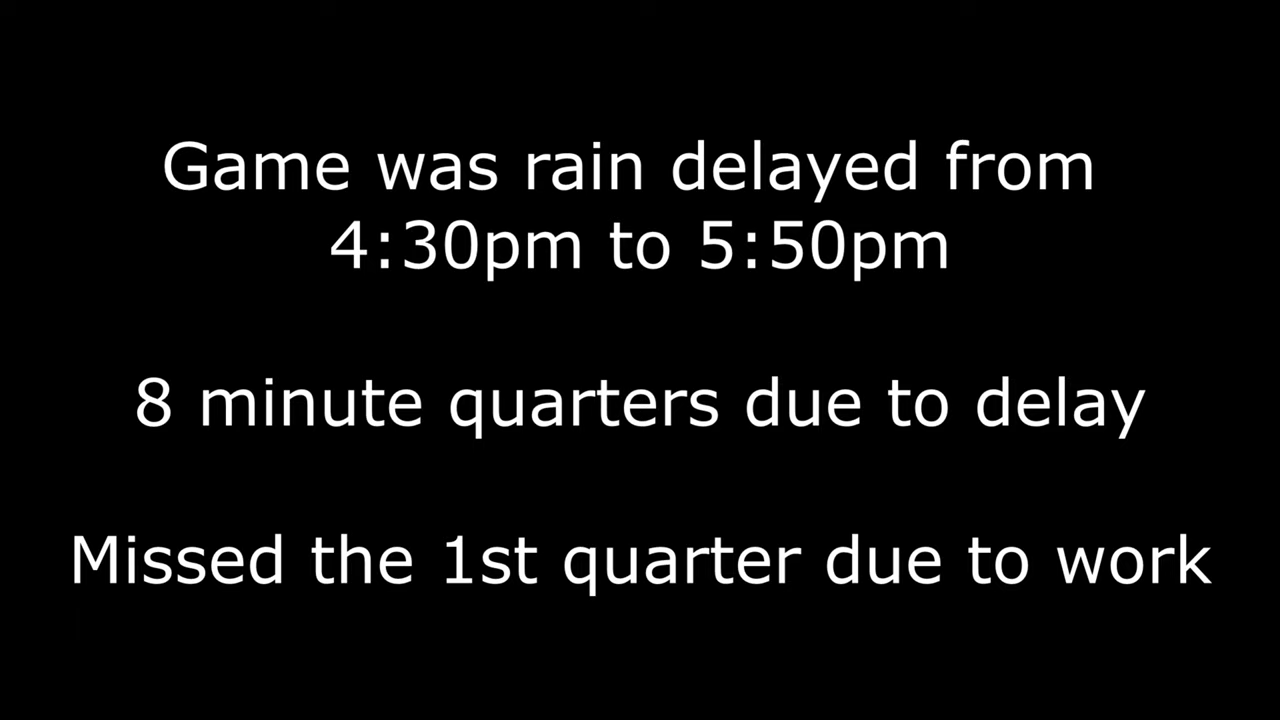 Game was rain delayed from
4:30pm to 5:50pm
8 minute quarters due to delay
Missed the 1st quarter due to work